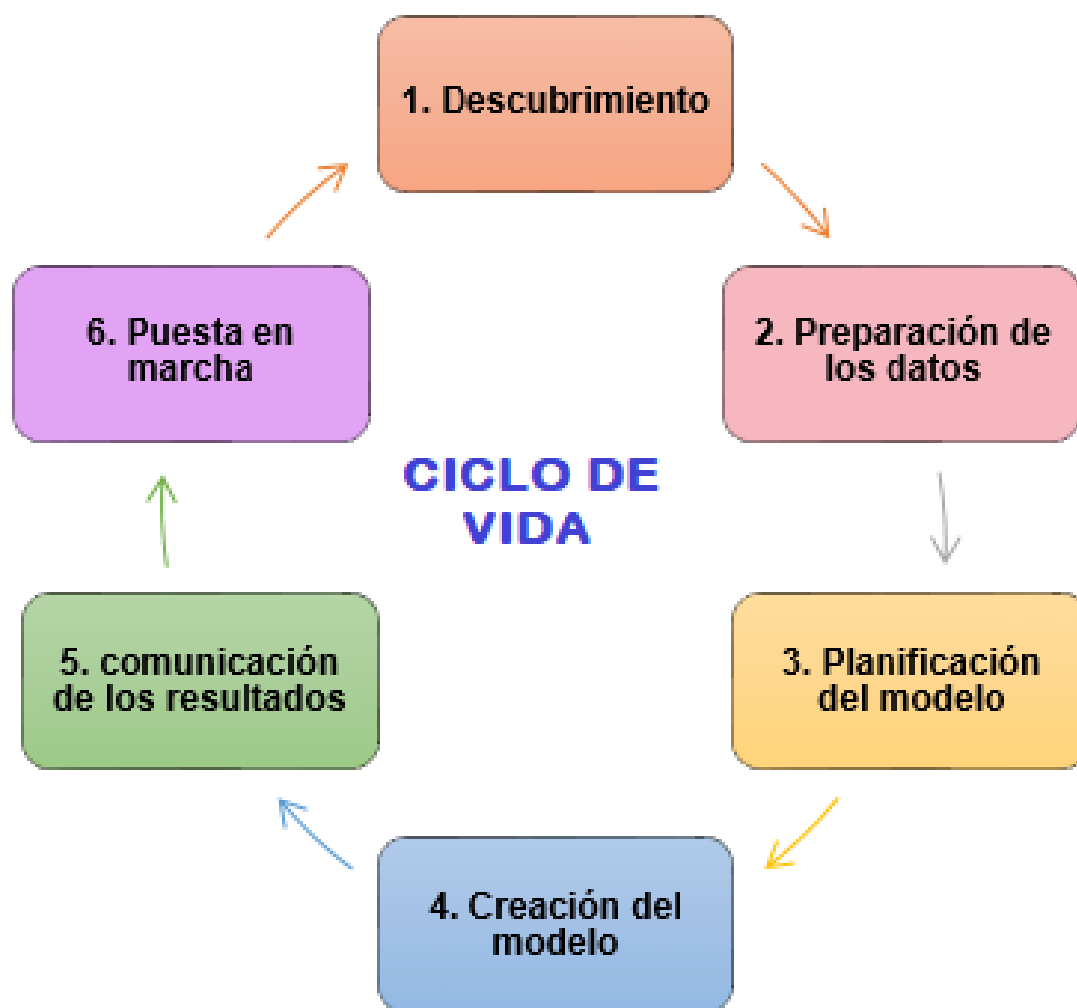 1. Descubrimiento
2. Preparación de
los datos
3. Planificación
del modelo
4. Creación del
modelo
5. comunicación
de los resultados
6. Puesta en
marcha
CICLO DE
VIDA